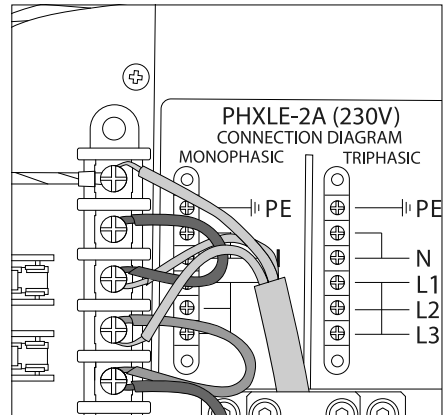 PHXLE-2A (230V)
CONNECTION DIAGRAM
MONOPHASIC
TRIPHASIC
PE
PE
N
L1
L2
L3